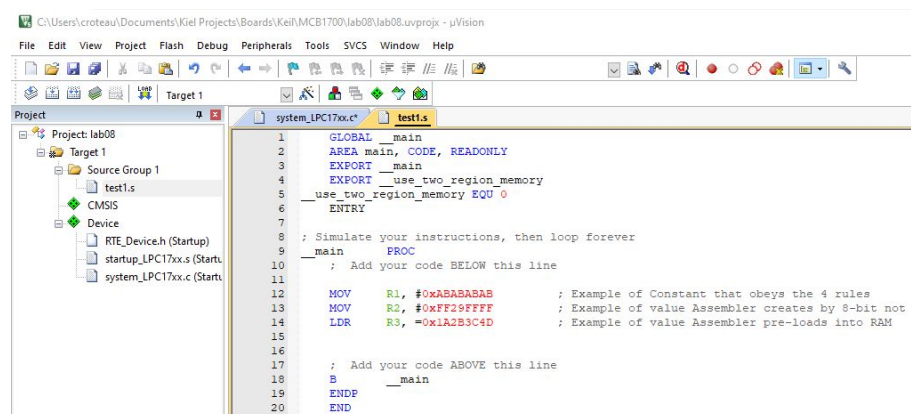 C:\Users\croteau\Documents\Kiel Projects\Boards\Keil\MCB1700\lab08\lab08.uvprojx - µVision
File Edit View Project Flash Debug Peripherals Tools SVCS Window Help
LOAD Target 1
Project
system_LPC17xx.c* test1.s
Project: lab08
Target 1
Source Group 1
test1.s
CMSIS
Device
RTE_Device.h (Startup)
startup_LPC17xx.s (Startu
system_LPC17xx.c (Startu
1 GLOBAL __main
2 AREA main, CODE, READONLY
3 EXPORT __main
4 EXPORT __use_two_region_memory
5 __use_two_region_memory EQU 0
6 ENTRY
7
8 ; Simulate your instructions, then loop forever
9 __main PROC
10 ; Add your code BELOW this line
11
12 MOV R1, #0xABABABAB ; Example of Constant that obeys the 4 rules
13 MOV R2, #0xFF29FFFF ; Example of value Assembler creates by 8-bit not
14 LDR R3, =0x1A2B3C4D ; Example of value Assembler pre-loads into RAM
15
16
17 ; Add your code ABOVE this line
18 B __main
19 ENDP
20 END